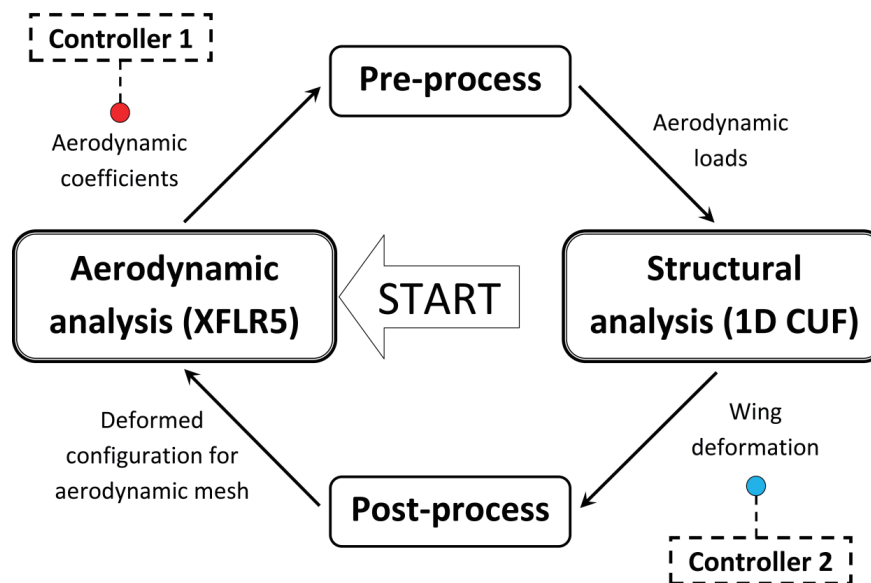 Controller 1
Pre-process
Aerodynamic
coefficients
Aerodynamic
loads
Aerodynamic
analysis (XFLR5)
START
Structural
analysis (1D CUF)
Deformed
configuration for
aerodynamic mesh
Wing
deformation
Post-process
Controller 2